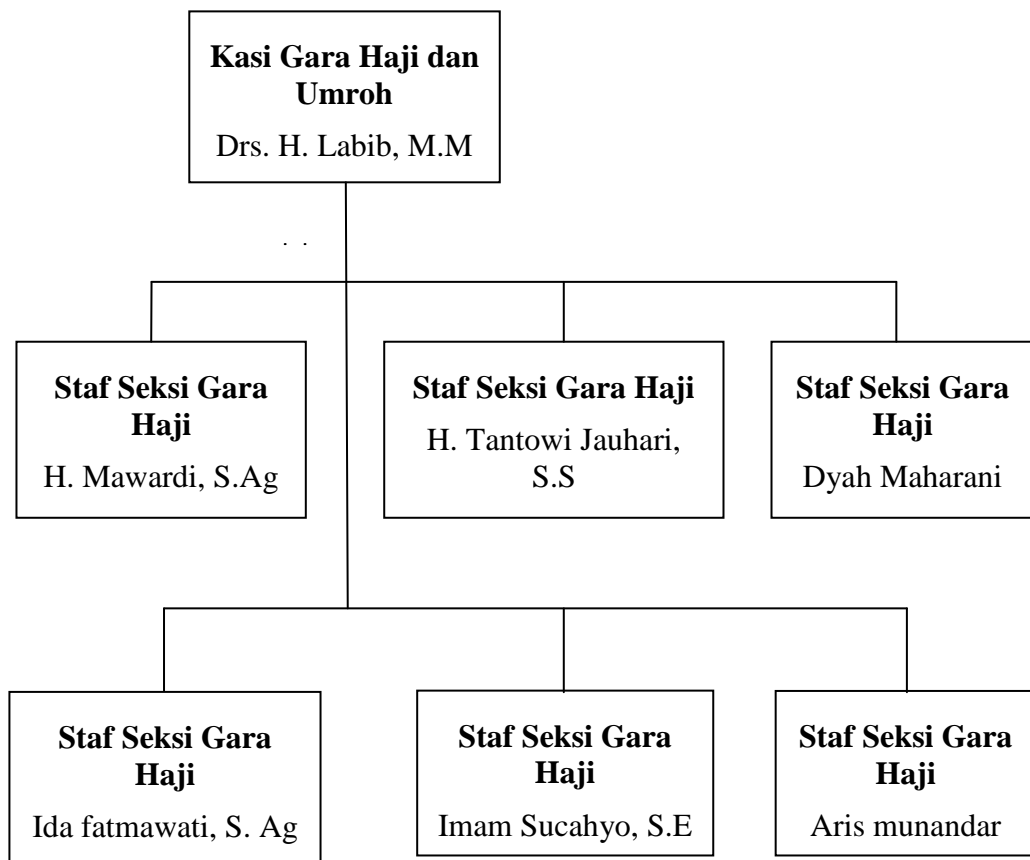 Kasi Gara Haji dan
Umroh
Drs. H. Labib, M.M
. .
Staf Seksi Gara
Haji
H. Mawardi, S.Ag
Staf Seksi Gara Haji
H. Tantowi Jauhari,
S.S
Staf Seksi Gara
Haji
Dyah Maharani
Staf Seksi Gara
Haji
Ida fatmawati, S. Ag
Staf Seksi Gara
Haji
Imam Sucahyo, S.E
Staf Seksi Gara
Haji
Aris munandar